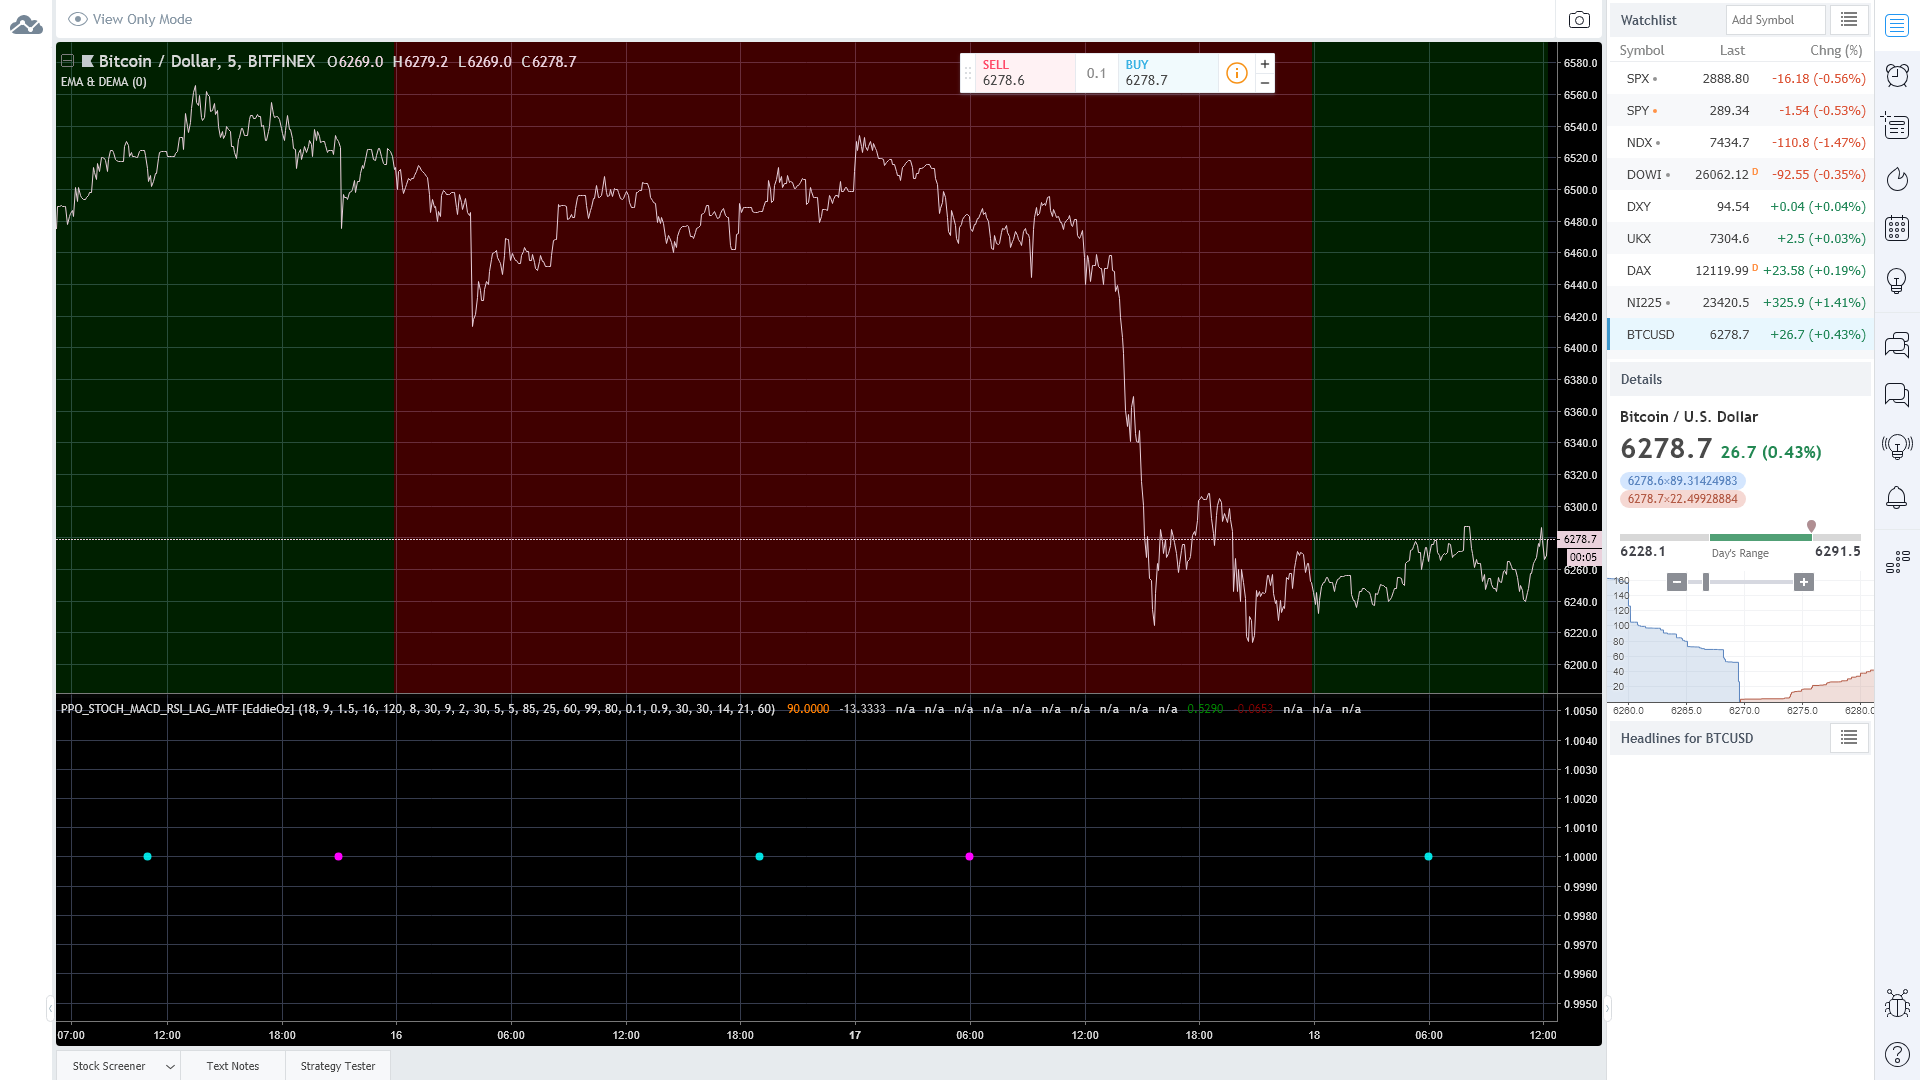 View Only Mode
Bitcoin / Dollar, 5, BITFINEX O6269.0 H6279.2 L6269.0 C6278.7
EMA & DEMA (0)
SELL
6278.6
0.1
BUY
6278.7
6580.0
6560.0
6540.0
6520.0
6500.0
6480.0
6460.0
6440.0
6420.0
6400.0
6380.0
6360.0
6340.0
6320.0
6300.0
6278.7
00:05
6260.0
6240.0
6220.0
6200.0
PPO_STOCH_MACD_RSI_LAG_MTF [EddieOz] (18, 9, 1.5, 16, 120, 8, 30, 9, 2, 30, 5, 5, 85, 25, 60, 99, 80, 0.1, 0.9, 30, 30, 14, 21, 60) 90.0000 -13.3333 n/a n/a n/a n/a n/a n/a n/a n/a n/a n/a 0.5290 -0.0653 n/a n/a n/a
1.0050
1.0040
1.0030
1.0020
1.0010
1.0000
0.9990
0.9980
0.9970
0.9960
0.9950
07:00 12:00 18:00 16 06:00 12:00 18:00 17 06:00 12:00 18:00 18 06:00 12:00
Stock Screener Text Notes Strategy Tester
Watchlist Add Symbol
Symbol Last Chng (%)
SPX 2888.80 -16.18 (-0.56%)
SPY 289.34 -1.54 (-0.53%)
NDX 7434.7 -110.8 (-1.47%)
DOWI 26062.12 D -92.55 (-0.35%)
DXY 94.54 +0.04 (+0.04%)
UKX 7304.6 +2.5 (+0.03%)
DAX 12119.99 D +23.58 (+0.19%)
NI225 23420.5 +325.9 (+1.41%)
BTCUSD 6278.7 +26.7 (+0.43%)
Details
Bitcoin / U.S. Dollar
6278.7 26.7 (0.43%)
6278.6×89.31424983
6278.7×22.49928884
6228.1 Day's Range 6291.5
160
140
120
100
80
60
40
20
6260.0 6265.0 6270.0 6275.0 6280.0
Headlines for BTCUSD